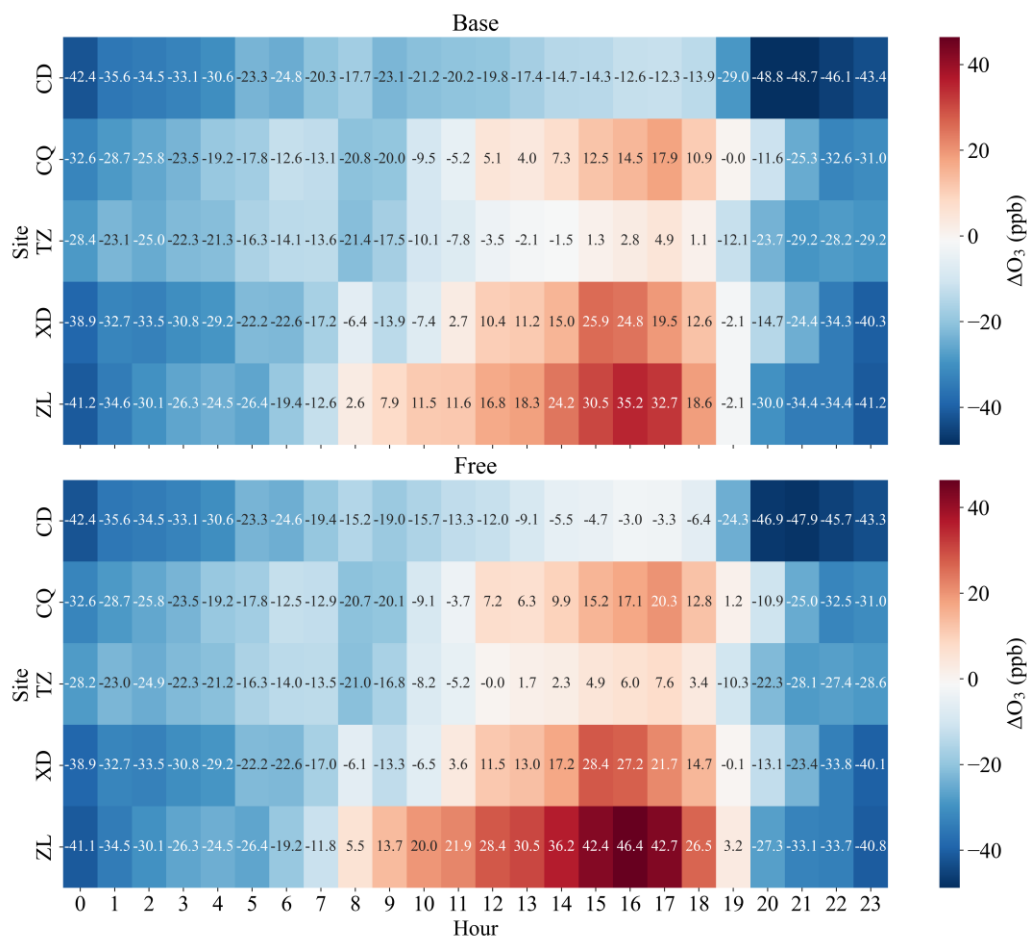 Base
CD -42.4 -35.6 -34.5 -33.1 -30.6 -23.3 -24.8 -20.3 -17.7 -23.1 -21.2 -20.2 -19.8 -17.4 -14.7 -14.3 -12.6 -12.3 -13.9 -29.0 -48.8 -48.7 -46.1 -43.4
CQ -32.6 -28.7 -25.8 -23.5 -19.2 -17.8 -12.6 -13.1 -20.8 -20.0 -9.5 -5.2 5.1 4.0 7.3 12.5 14.5 17.9 10.9 -0.0 -11.6 -25.3 -32.6 -31.0
TZ -28.4 -23.1 -25.0 -22.3 -21.3 -16.3 -14.1 -13.6 -21.4 -17.5 -10.1 -7.8 -3.5 -2.1 -1.5 1.3 2.8 4.9 1.1 -12.1 -23.7 -29.2 -28.2 -29.2
XD -38.9 -32.7 -33.5 -30.8 -29.2 -22.2 -22.6 -17.2 -6.4 -13.9 -7.4 2.7 10.4 11.2 15.0 25.9 24.8 19.5 12.6 -2.1 -14.7 -24.4 -34.3 -40.3
ZL -41.2 -34.6 -30.1 -26.3 -24.5 -26.4 -19.4 -12.6 2.6 7.9 11.5 11.6 16.8 18.3 24.2 30.5 35.2 32.7 18.6 -2.1 -30.0 -34.4 -34.4 -41.2
Site
40
20
0
−20
−40
ΔO₃ (ppb)
Free
CD -42.4 -35.6 -34.5 -33.1 -30.6 -23.3 -24.6 -19.4 -15.2 -19.0 -15.7 -13.3 -12.0 -9.1 -5.5 -4.7 -3.0 -3.3 -6.4 -24.3 -46.9 -47.9 -45.7 -43.3
CQ -32.6 -28.7 -25.8 -23.5 -19.2 -17.8 -12.5 -12.9 -20.7 -20.1 -9.1 -3.7 7.2 6.3 9.9 15.2 17.1 20.3 12.8 1.2 -10.9 -25.0 -32.5 -31.0
TZ -28.2 -23.0 -24.9 -22.3 -21.2 -16.3 -14.0 -13.5 -21.0 -16.8 -8.2 -5.2 -0.0 1.7 2.3 4.9 6.0 7.6 3.4 -10.3 -22.3 -28.1 -27.4 -28.6
XD -38.9 -32.7 -33.5 -30.8 -29.2 -22.2 -22.6 -17.0 -6.1 -13.3 -6.5 3.6 11.5 13.0 17.2 28.4 27.2 21.7 14.7 -0.1 -13.1 -23.4 -33.8 -40.1
ZL -41.1 -34.5 -30.1 -26.3 -24.5 -26.4 -19.2 -11.8 5.5 13.7 20.0 21.9 28.4 30.5 36.2 42.4 46.4 42.7 26.5 3.2 -27.3 -33.1 -33.7 -40.8
Site
0 1 2 3 4 5 6 7 8 9 10 11 12 13 14 15 16 17 18 19 20 21 22 23
Hour
40
20
0
−20
−40
ΔO₃ (ppb)